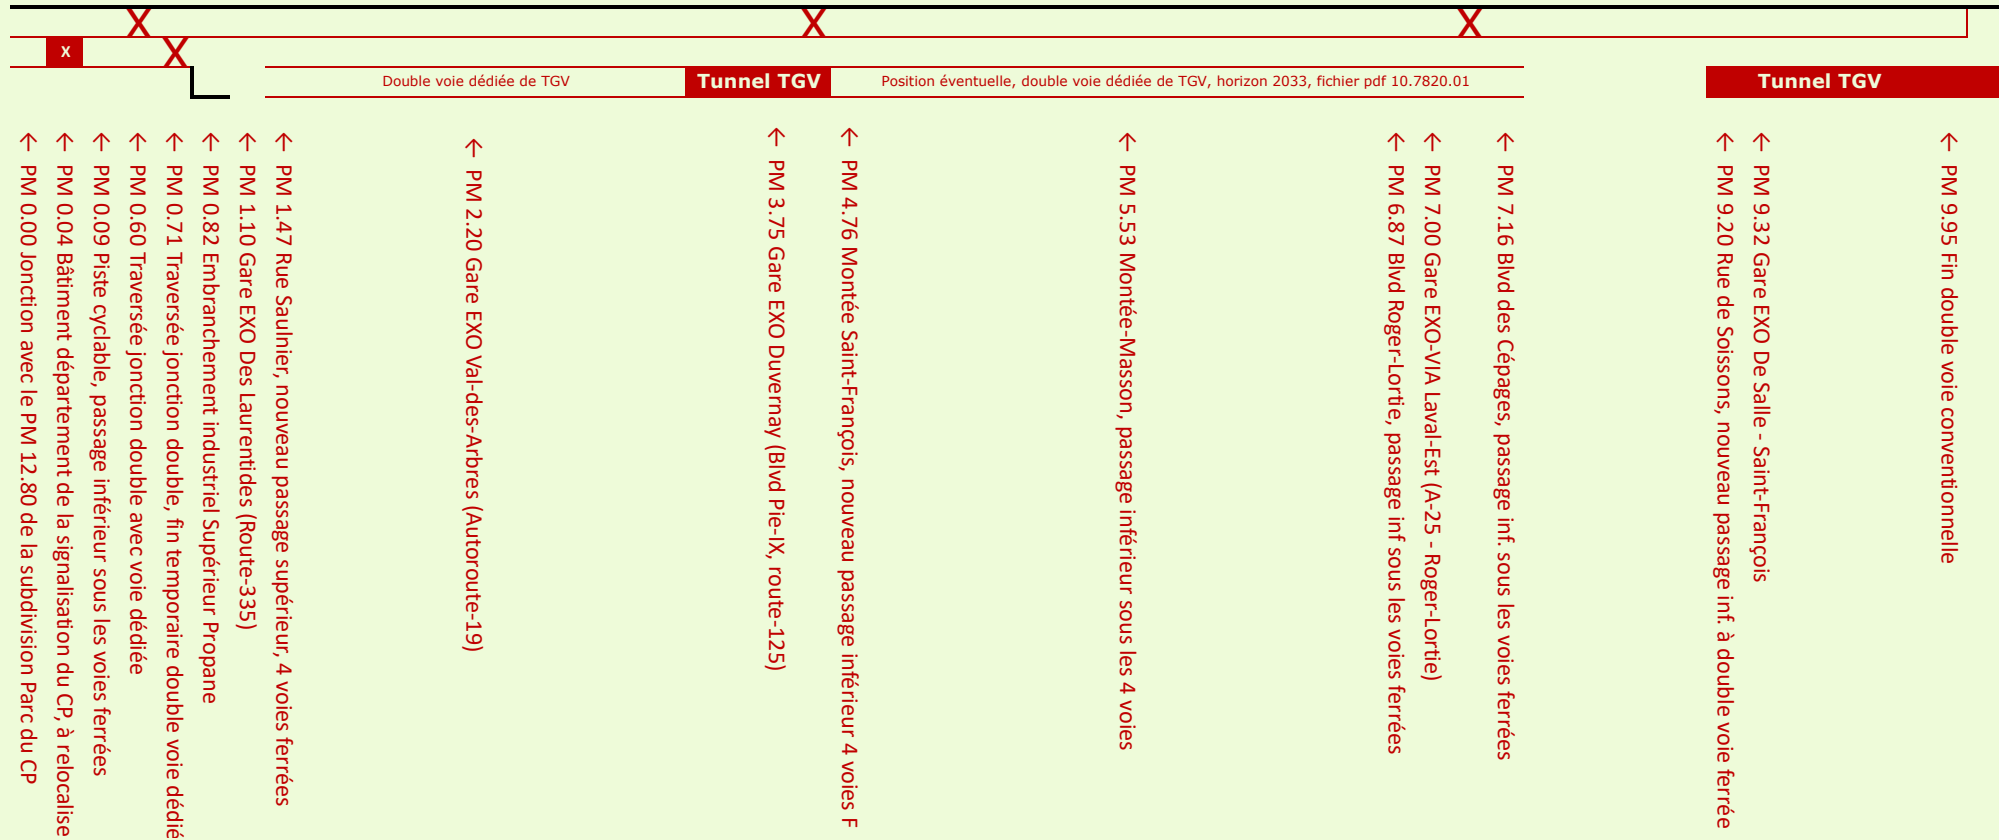 X
X
X
X
X
Double voie dédiée de TGV
Tunnel TGV
Position éventuelle, double voie dédiée de TGV, horizon 2033, fichier pdf 10.7820.01
Tunnel TGV
← PM 0.00 Jonction avec le PM 12.80 de la subdivision Parc du CP
← PM 0.04 Bâtiment département de la signalisation du CP, à relocalise
← PM 0.09 Piste cyclable, passage inférieur sous les voies ferrées
← PM 0.60 Traversée jonction double avec voie dédiée
← PM 0.71 Traversée jonction double, fin temporaire double voie dédié
← PM 0.82 Embranchement industriel Supérieur Propane
← PM 1.10 Gare EXO Des Laurentides (Route-335)
← PM 1.47 Rue Saulnier, nouveau passage supérieur, 4 voies ferrées
← PM 2.20 Gare EXO Val-des-Arbres (Autoroute-19)
← PM 3.75 Gare EXO Duvernay (Blvd Pie-IX, route-125)
← PM 4.76 Montée Saint-François, nouveau passage inférieur 4 voies F
← PM 5.53 Montée-Masson, passage inférieur sous les 4 voies
← PM 6.87 Blvd Roger-Lortie, passage inf sous les voies ferrées
← PM 7.00 Gare EXO-VIA Laval-Est (A-25 - Roger-Lortie)
← PM 7.16 Blvd des Cépages, passage inf. sous les voies ferrées
← PM 9.20 Rue de Soissons, nouveau passage inf. à double voie ferrée
← PM 9.32 Gare EXO De Salle - Saint-François
← PM 9.95 Fin double voie conventionnelle